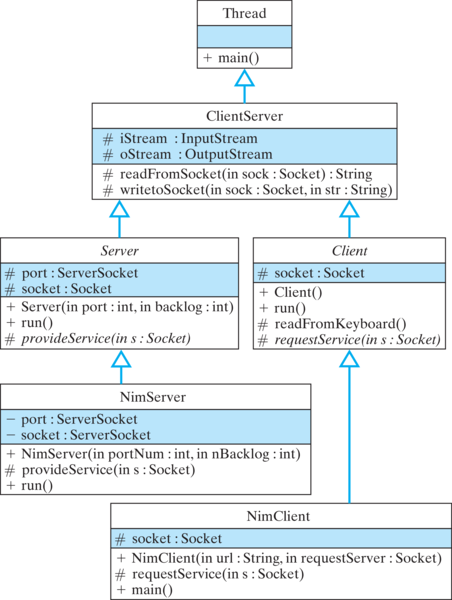 Thread
+ main()
ClientServer
# iStream : InputStream
# oStream : OutputStream
# readFromSocket(in sock : Socket) : String
# writetoSocket(in sock : Socket, in str : String)
Server
# port : ServerSocket
# socket : Socket
+ Server(in port : int, in backlog : int)
+ run()
# provideService(in s : Socket)
Client
# socket : Socket
+ Client()
+ run()
# readFromKeyboard()
# requestService(in s : Socket)
NimServer
− port : ServerSocket
− socket : ServerSocket
+ NimServer(in portNum : int, in nBacklog : int)
# provideService(in s : Socket)
+ run()
NimClient
# socket : Socket
+ NimClient(in url : String, in requestServer : Socket)
# requestService(in s : Socket)
+ main()